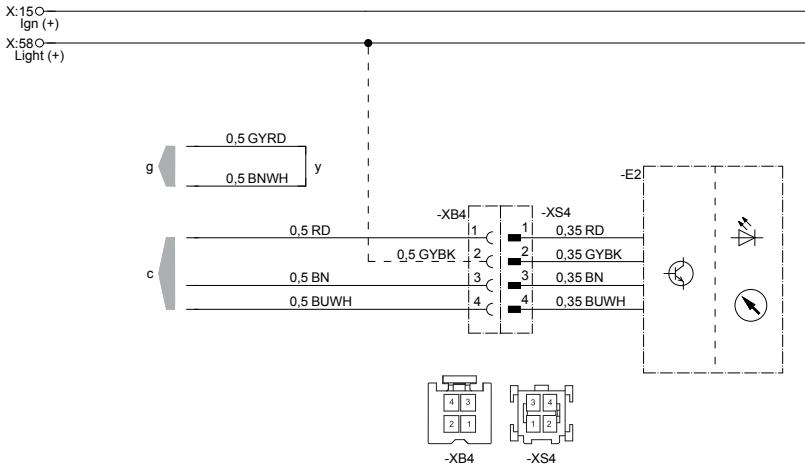 X:15
Ign (+)
X:58
Light (+)
0,5 GYRD
g
y
0,5 BNWH
-E2
-XB4
-XS4
0,5 RD
1
1
0,35 RD
0,5 GYBK
2
2
0,35 GYBK
c
0,5 BN
3
3
0,35 BN
0,5 BUWH
4
4
0,35 BUWH
4 3
3 4
2 1
1 2
-XB4
-XS4